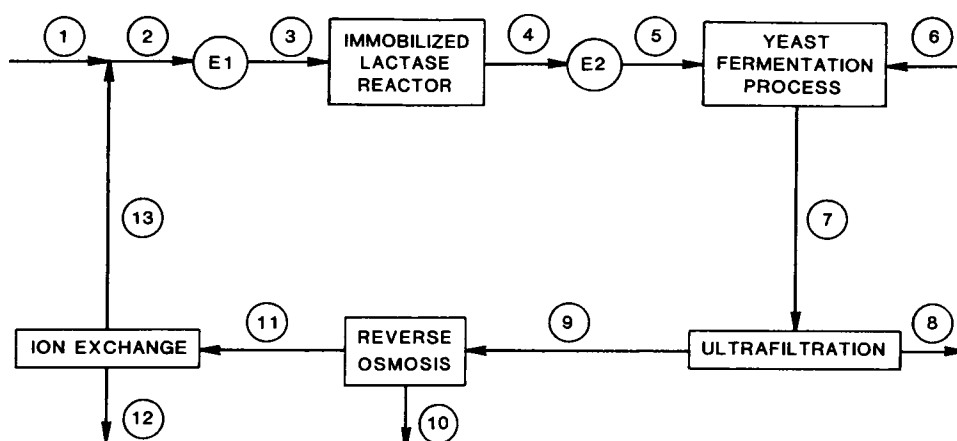 1
2
E1
3
IMMOBILIZED
LACTASE
REACTOR
4
E2
5
YEAST
FERMENTATION
PROCESS
6
13
7
ION EXCHANGE
11
REVERSE
OSMOSIS
9
ULTRAFILTRATION
8
12
10